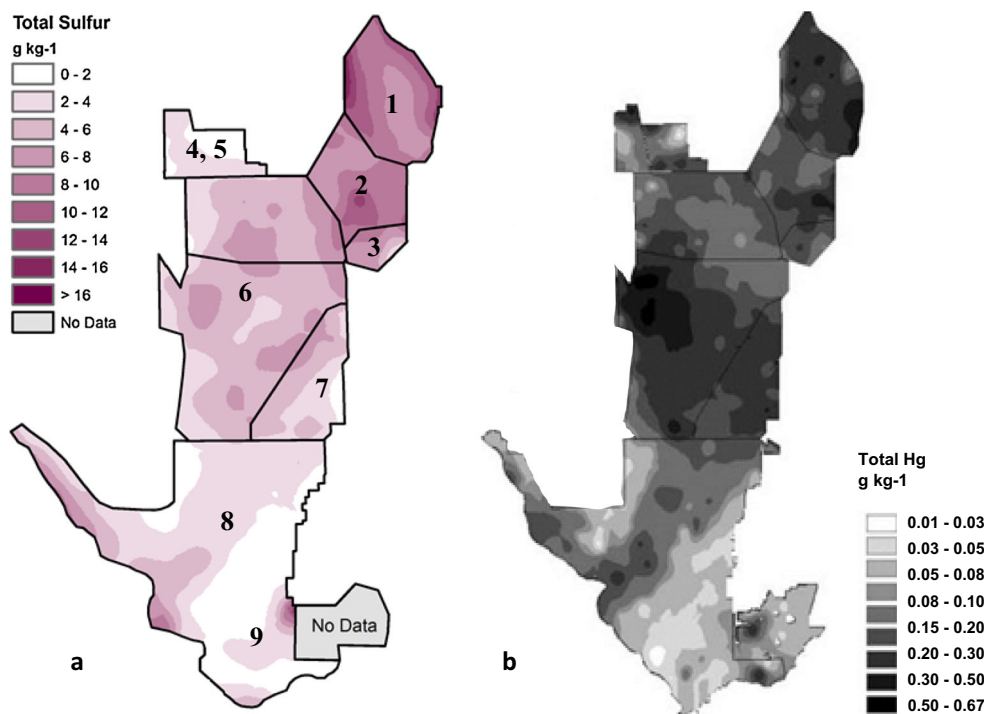 Total Sulfur
g kg-1
0 - 2
2 - 4
4 - 6
6 - 8
8 - 10
10 - 12
12 - 14
14 - 16
> 16
No Data
1
4, 5
2
3
6
7
8
9
No Data
a
b
Total Hg
g kg-1
0.01 - 0.03
0.03 - 0.05
0.05 - 0.08
0.08 - 0.10
0.15 - 0.20
0.20 - 0.30
0.30 - 0.50
0.50 - 0.67